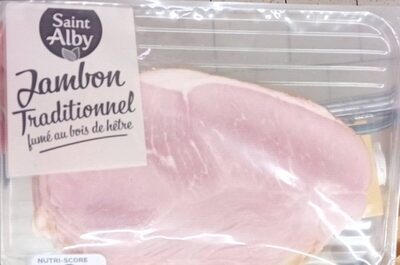 Saint
Alby
Jambon
Traditionnel
fumé au bois de hêtre
NUTRI-SCORE